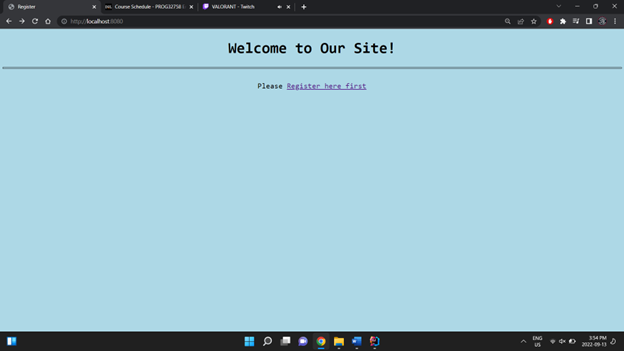 Register
Course Schedule - PROG32758
VALORANT - Twitch
http://localhost:8080
Welcome to Our Site!
Please Register here first
ENG
US
3:54 PM
2022-09-13